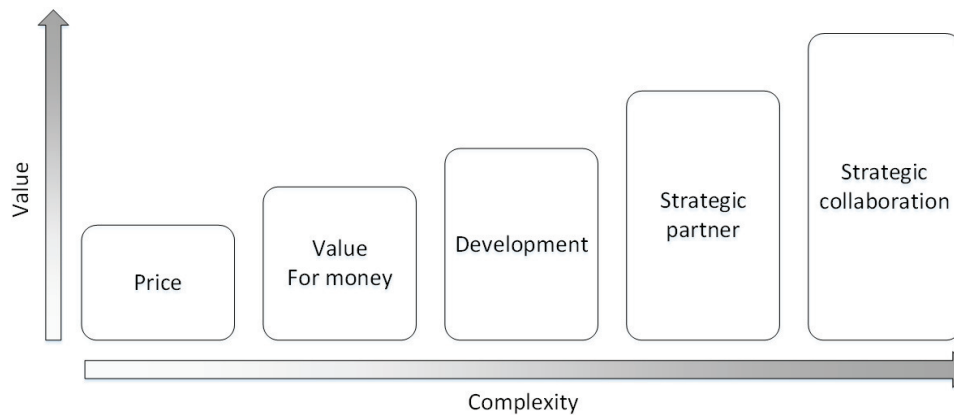 Value
Price
Value
For money
Development
Strategic
partner
Strategic
collaboration
Complexity